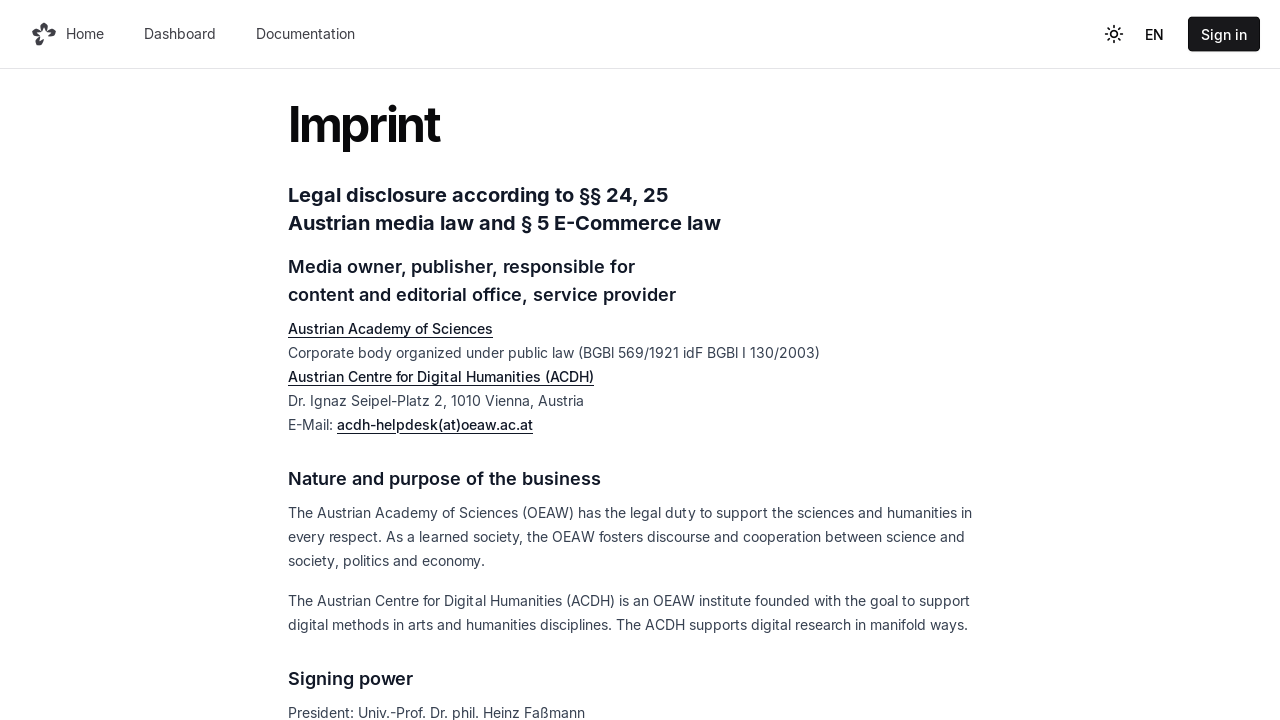 Home
Dashboard
Documentation
EN
Sign in
Imprint
Legal disclosure according to §§ 24, 25
Austrian media law and § 5 E-Commerce law
Media owner, publisher, responsible for
content and editorial office, service provider
Austrian Academy of Sciences
Corporate body organized under public law (BGBl 569/1921 idF BGBl I 130/2003)
Austrian Centre for Digital Humanities (ACDH)
Dr. Ignaz Seipel-Platz 2, 1010 Vienna, Austria
E-Mail: acdh-helpdesk(at)oeaw.ac.at
Nature and purpose of the business
The Austrian Academy of Sciences (OEAW) has the legal duty to support the sciences and humanities in
every respect. As a learned society, the OEAW fosters discourse and cooperation between science and
society, politics and economy.
The Austrian Centre for Digital Humanities (ACDH) is an OEAW institute founded with the goal to support
digital methods in arts and humanities disciplines. The ACDH supports digital research in manifold ways.
Signing power
President: Univ.-Prof. Dr. phil. Heinz Faßmann